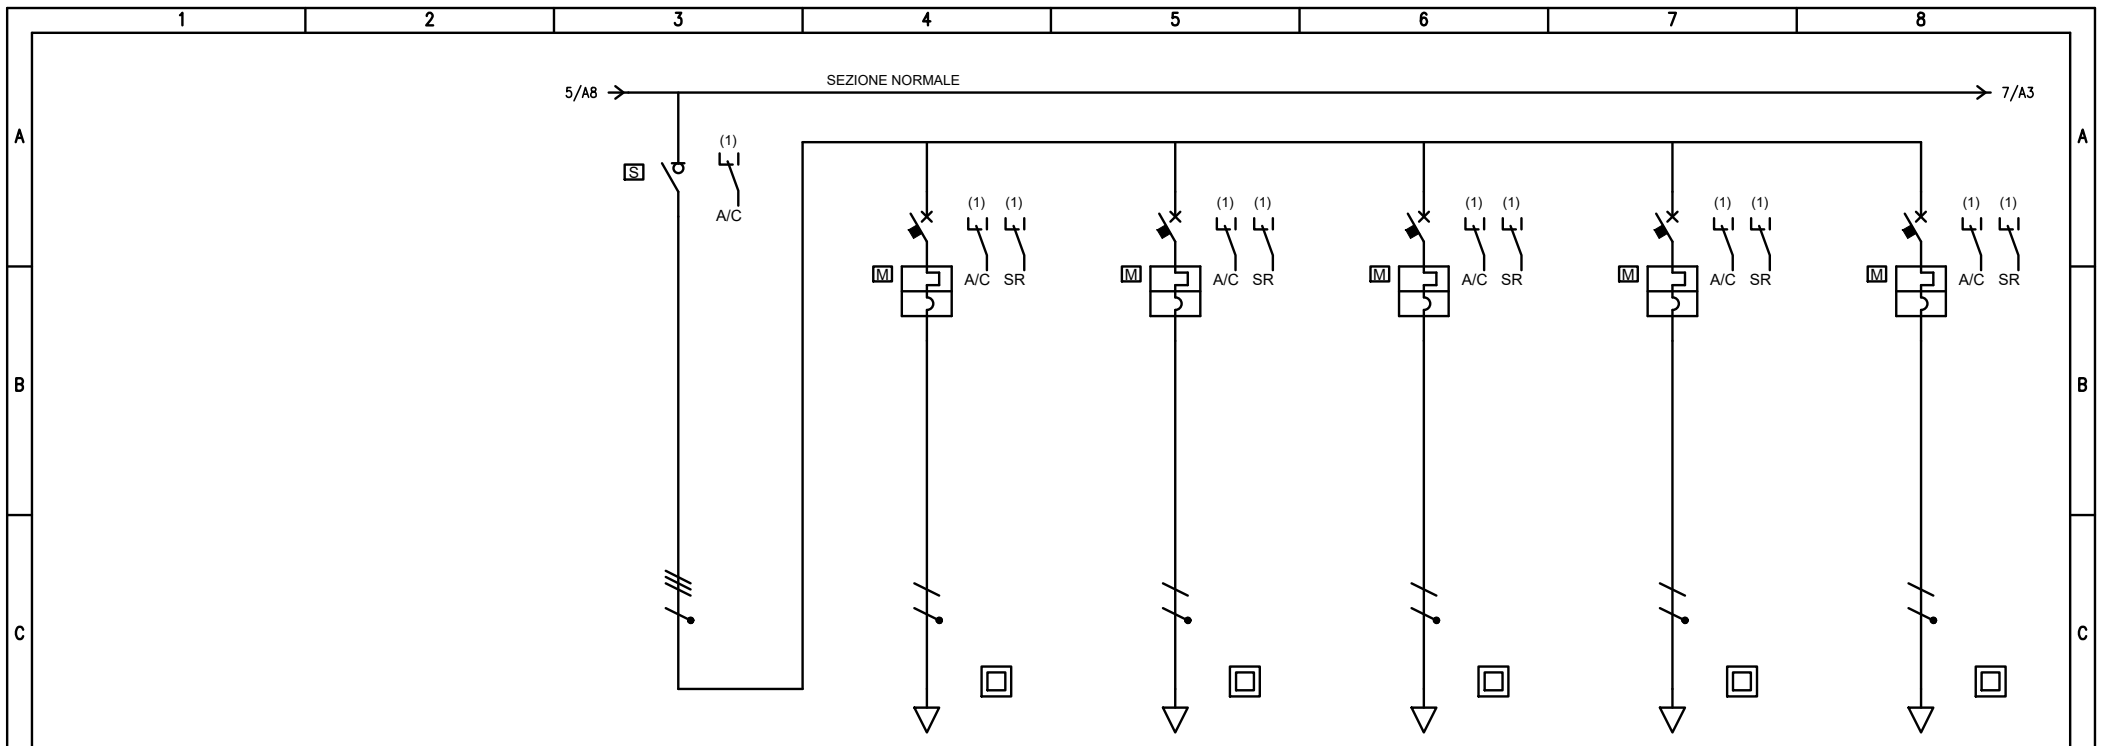 1 2 3 4 5 6 7 8
SEZIONE NORMALE
5/A8 7/A3
A A
(1)
S
A/C
(1) (1) (1) (1) (1) (1) (1) (1) (1) (1)
M A/C SR M A/C SR M A/C SR M A/C SR M A/C SR
B B
C C